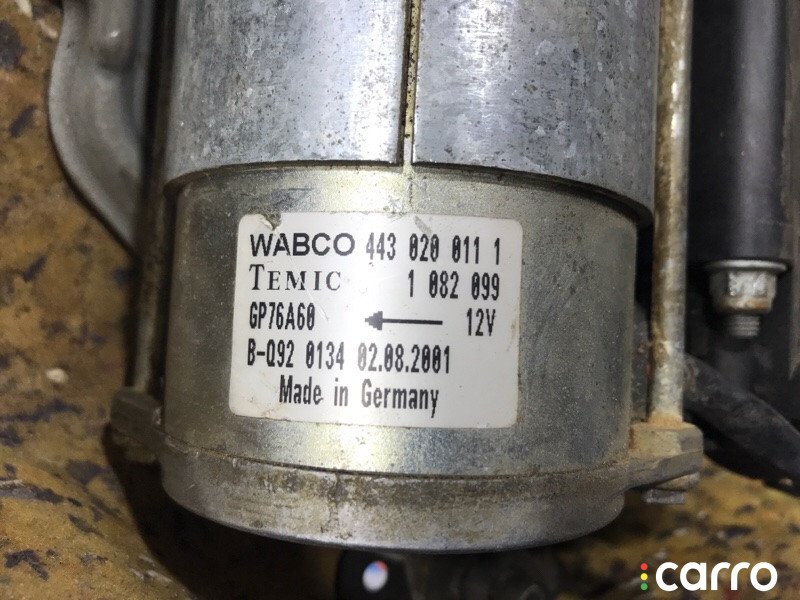 WABCO 443 020 011 1
TEMIC 1 082 099
GP76A60 12V
B-Q92 0134 02.08.2001
Made in Germany
carro